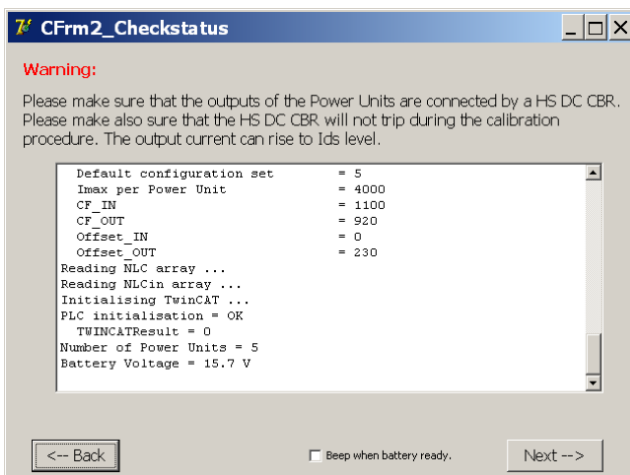 CFrm2_Checkstatus
Warning:
Please make sure that the outputs of the Power Units are connected by a HS DC CBR.
Please make also sure that the HS DC CBR will not trip during the calibration
procedure. The output current can rise to Ids level.
Default configuration set = 5
Imax per Power Unit = 4000
CF_IN = 1100
CF_OUT = 920
Offset_IN = 0
Offset_OUT = 230
Reading NLC array ...
Reading NLCin array ...
Initialising TwinCAT ...
PLC initialisation = OK
TWINCATResult = 0
Number of Power Units = 5
Battery Voltage = 15.7 V
<-- Back
Beep when battery ready.
Next -->